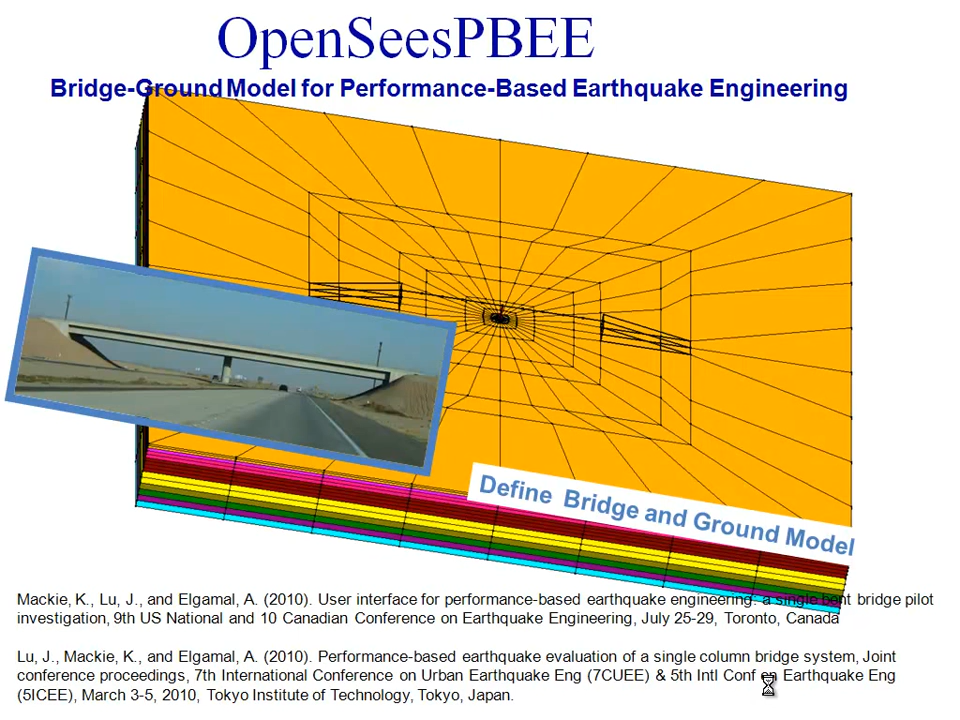 OpenSeesPBEE
Bridge-Ground Model for Performance-Based Earthquake Engineering
Define Bridge and Ground Model
Mackie, K., Lu, J., and Elgamal, A. (2010). User interface for performance-based earthquake engineering: a single bent bridge pilot
investigation, 9th US National and 10 Canadian Conference on Earthquake Engineering, July 25-29, Toronto, Canada
Lu, J., Mackie, K., and Elgamal, A. (2010). Performance-based earthquake evaluation of a single column bridge system, Joint
conference proceedings, 7th International Conference on Urban Earthquake Eng (7CUEE) & 5th Intl Conf on Earthquake Eng
(5ICEE), March 3-5, 2010, Tokyo Institute of Technology, Tokyo, Japan.